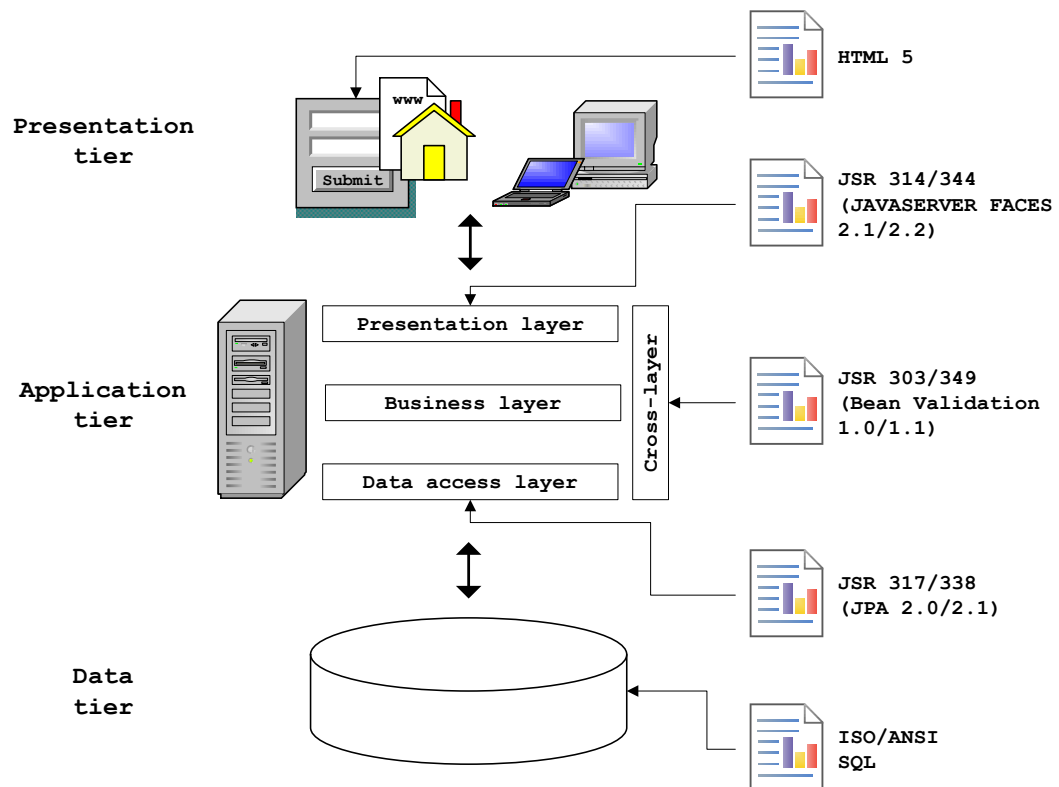 HTML 5
www
Presentation
tier
Submit
JSR 314/344
(JAVASERVER FACES
2.1/2.2)
Presentation layer
Application
tier
Business layer
Cross-layer
JSR 303/349
(Bean Validation
1.0/1.1)
Data access layer
JSR 317/338
(JPA 2.0/2.1)
Data
tier
ISO/ANSI
SQL